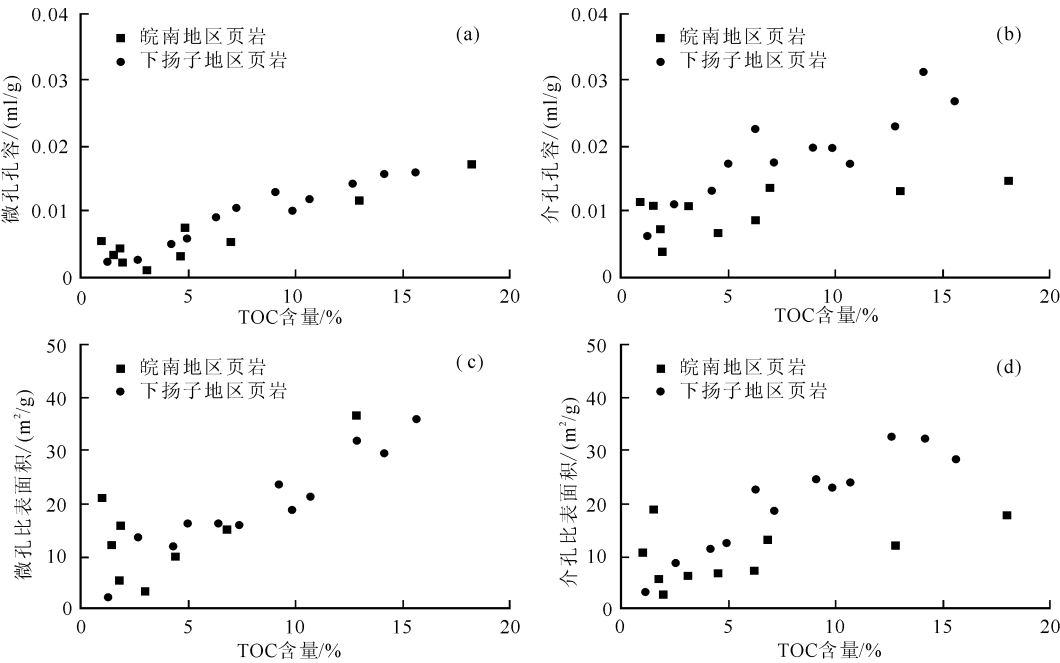 0.04
0.03
0.02
0.01
0
微孔孔容/(ml/g)
■ 皖南地区页岩
● 下扬子地区页岩
(a)
0 5 10 15 20
TOC含量/%
0.04
0.03
0.02
0.01
0
介孔孔容/(ml/g)
■ 皖南地区页岩
● 下扬子地区页岩
(b)
0 5 10 15 20
TOC含量/%
50
40
30
20
10
0
微孔比表面积/(m²/g)
■ 皖南地区页岩
● 下扬子地区页岩
(c)
0 5 10 15 20
TOC含量/%
50
40
30
20
10
0
介孔比表面积/(m²/g)
■ 皖南地区页岩
● 下扬子地区页岩
(d)
0 5 10 15 20
TOC含量/%